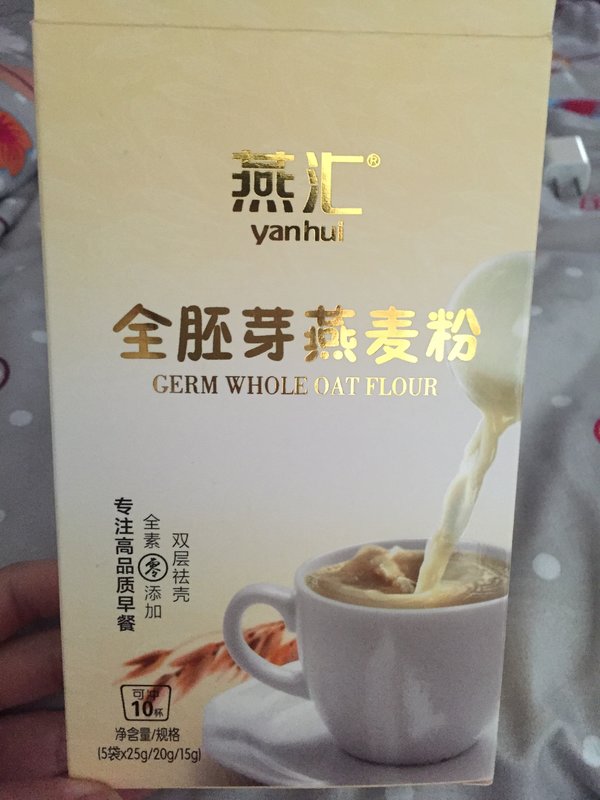 燕汇®
yanhui
全胚芽燕麦粉
GERM WHOLE OAT FLOUR
专注高品质早餐
全素零添加
双层祛壳
可冲
10杯
净含量/规格
(5袋x25g/20g/15g)